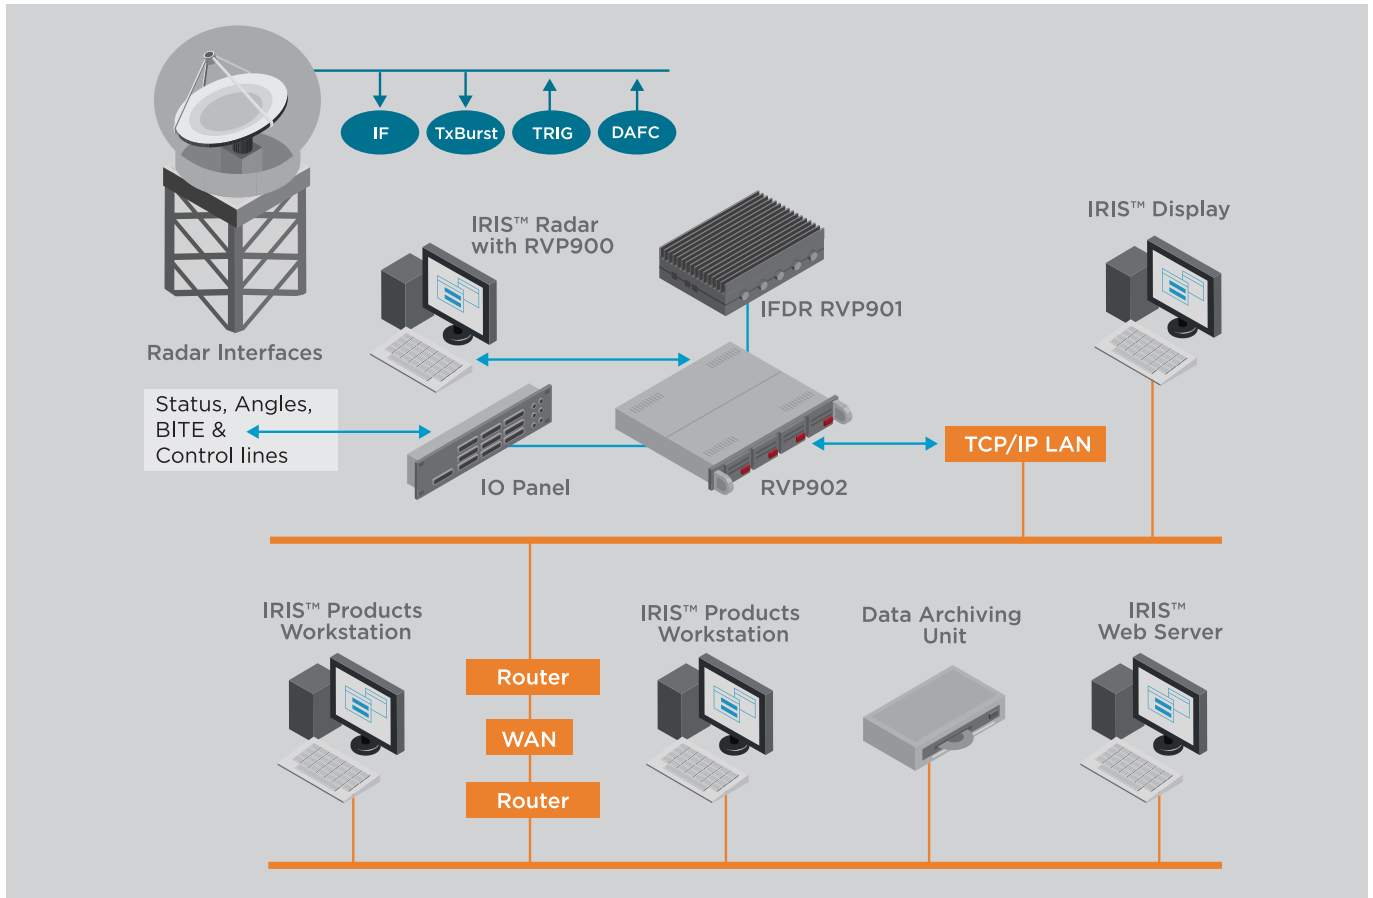 IF
TxBurst
TRIG
DAFC
IRIS™ Radar
with RVP900
IRIS™ Display
IFDR RVP901
Radar Interfaces
Status, Angles,
BITE &
Control lines
TCP/IP LAN
IO Panel
RVP902
IRIS™ Products
Workstation
IRIS™ Products
Workstation
Data Archiving
Unit
IRIS™
Web Server
Router
WAN
Router